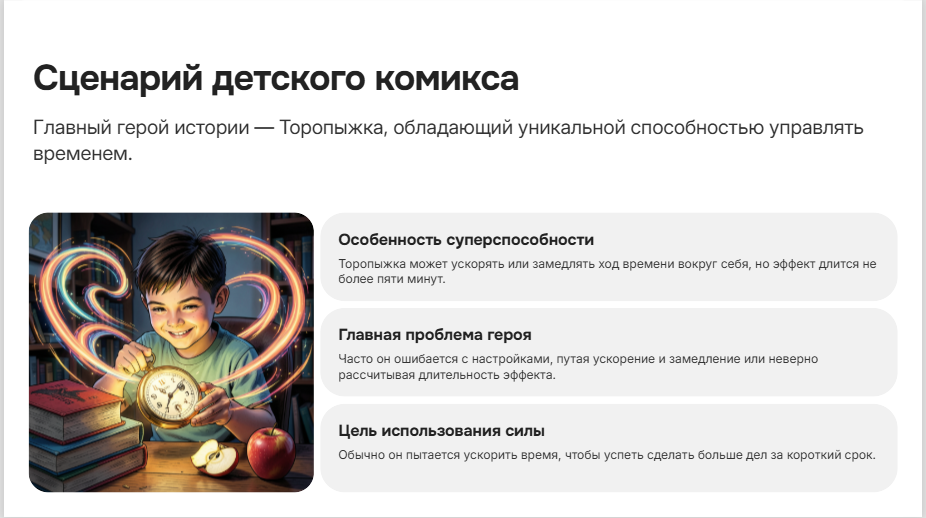 Сценарий детского комикса
Главный герой истории — Торопыжка, обладающий уникальной способностью управлять
временем.
Особенность суперспособности
Торопыжка может ускорять или замедлять ход времени вокруг себя, но эффект длится не
более пяти минут.
Главная проблема героя
Часто он ошибается с настройками, путая ускорение и замедление или неверно
рассчитывая длительность эффекта.
Цель использования силы
Обычно он пытается ускорить время, чтобы успеть сделать больше дел за короткий срок.